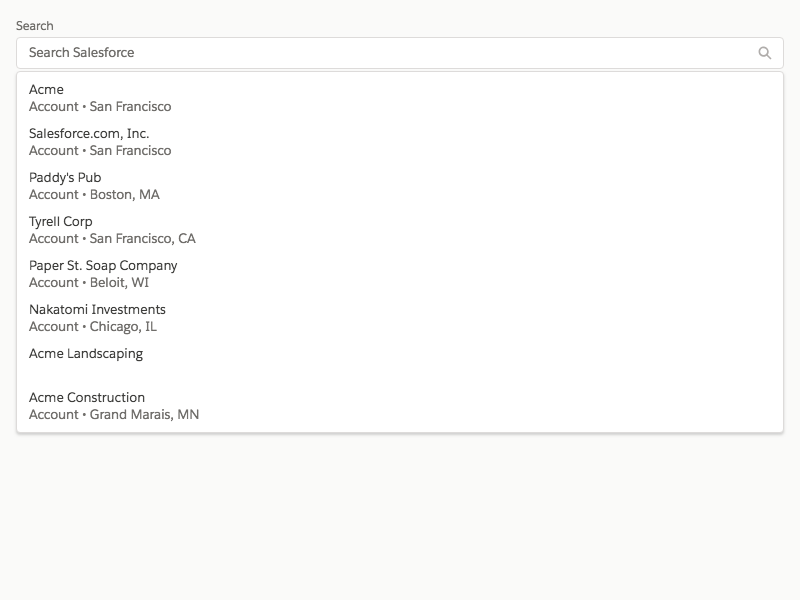 Search
Search Salesforce
Acme
Account • San Francisco
Salesforce.com, Inc.
Account • San Francisco
Paddy's Pub
Account • Boston, MA
Tyrell Corp
Account • San Francisco, CA
Paper St. Soap Company
Account • Beloit, WI
Nakatomi Investments
Account • Chicago, IL
Acme Landscaping
Acme Construction
Account • Grand Marais, MN